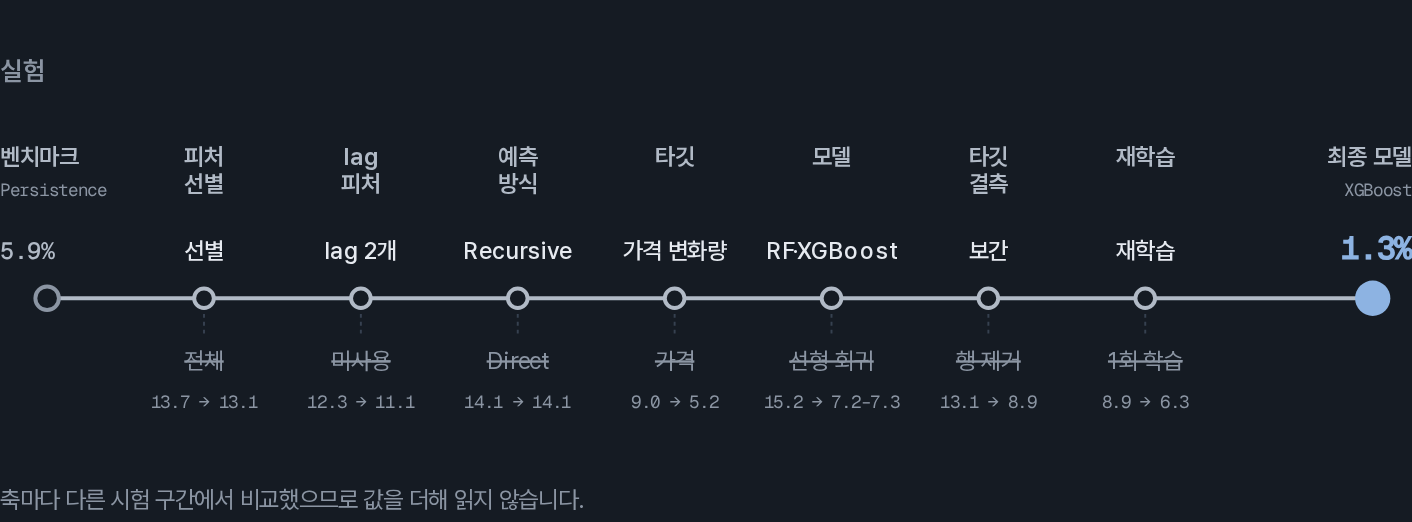 실험
벤치마크
Persistence
5.9%
피처
선별
선별
전체
13.7 → 13.1
lag
피처
lag 2개
미사용
12.3 → 11.1
예측
방식
Recursive
Direct
14.1 → 14.1
타깃
가격 변화량
가격
9.0 → 5.2
모델
RF·XGBoost
선형 회귀
15.2 → 7.2–7.3
타깃
결측
보간
행 제거
13.1 → 8.9
재학습
재학습
1회 학습
8.9 → 6.3
최종 모델
XGBoost
1.3%
축마다 다른 시험 구간에서 비교했으므로 값을 더해 읽지 않습니다.